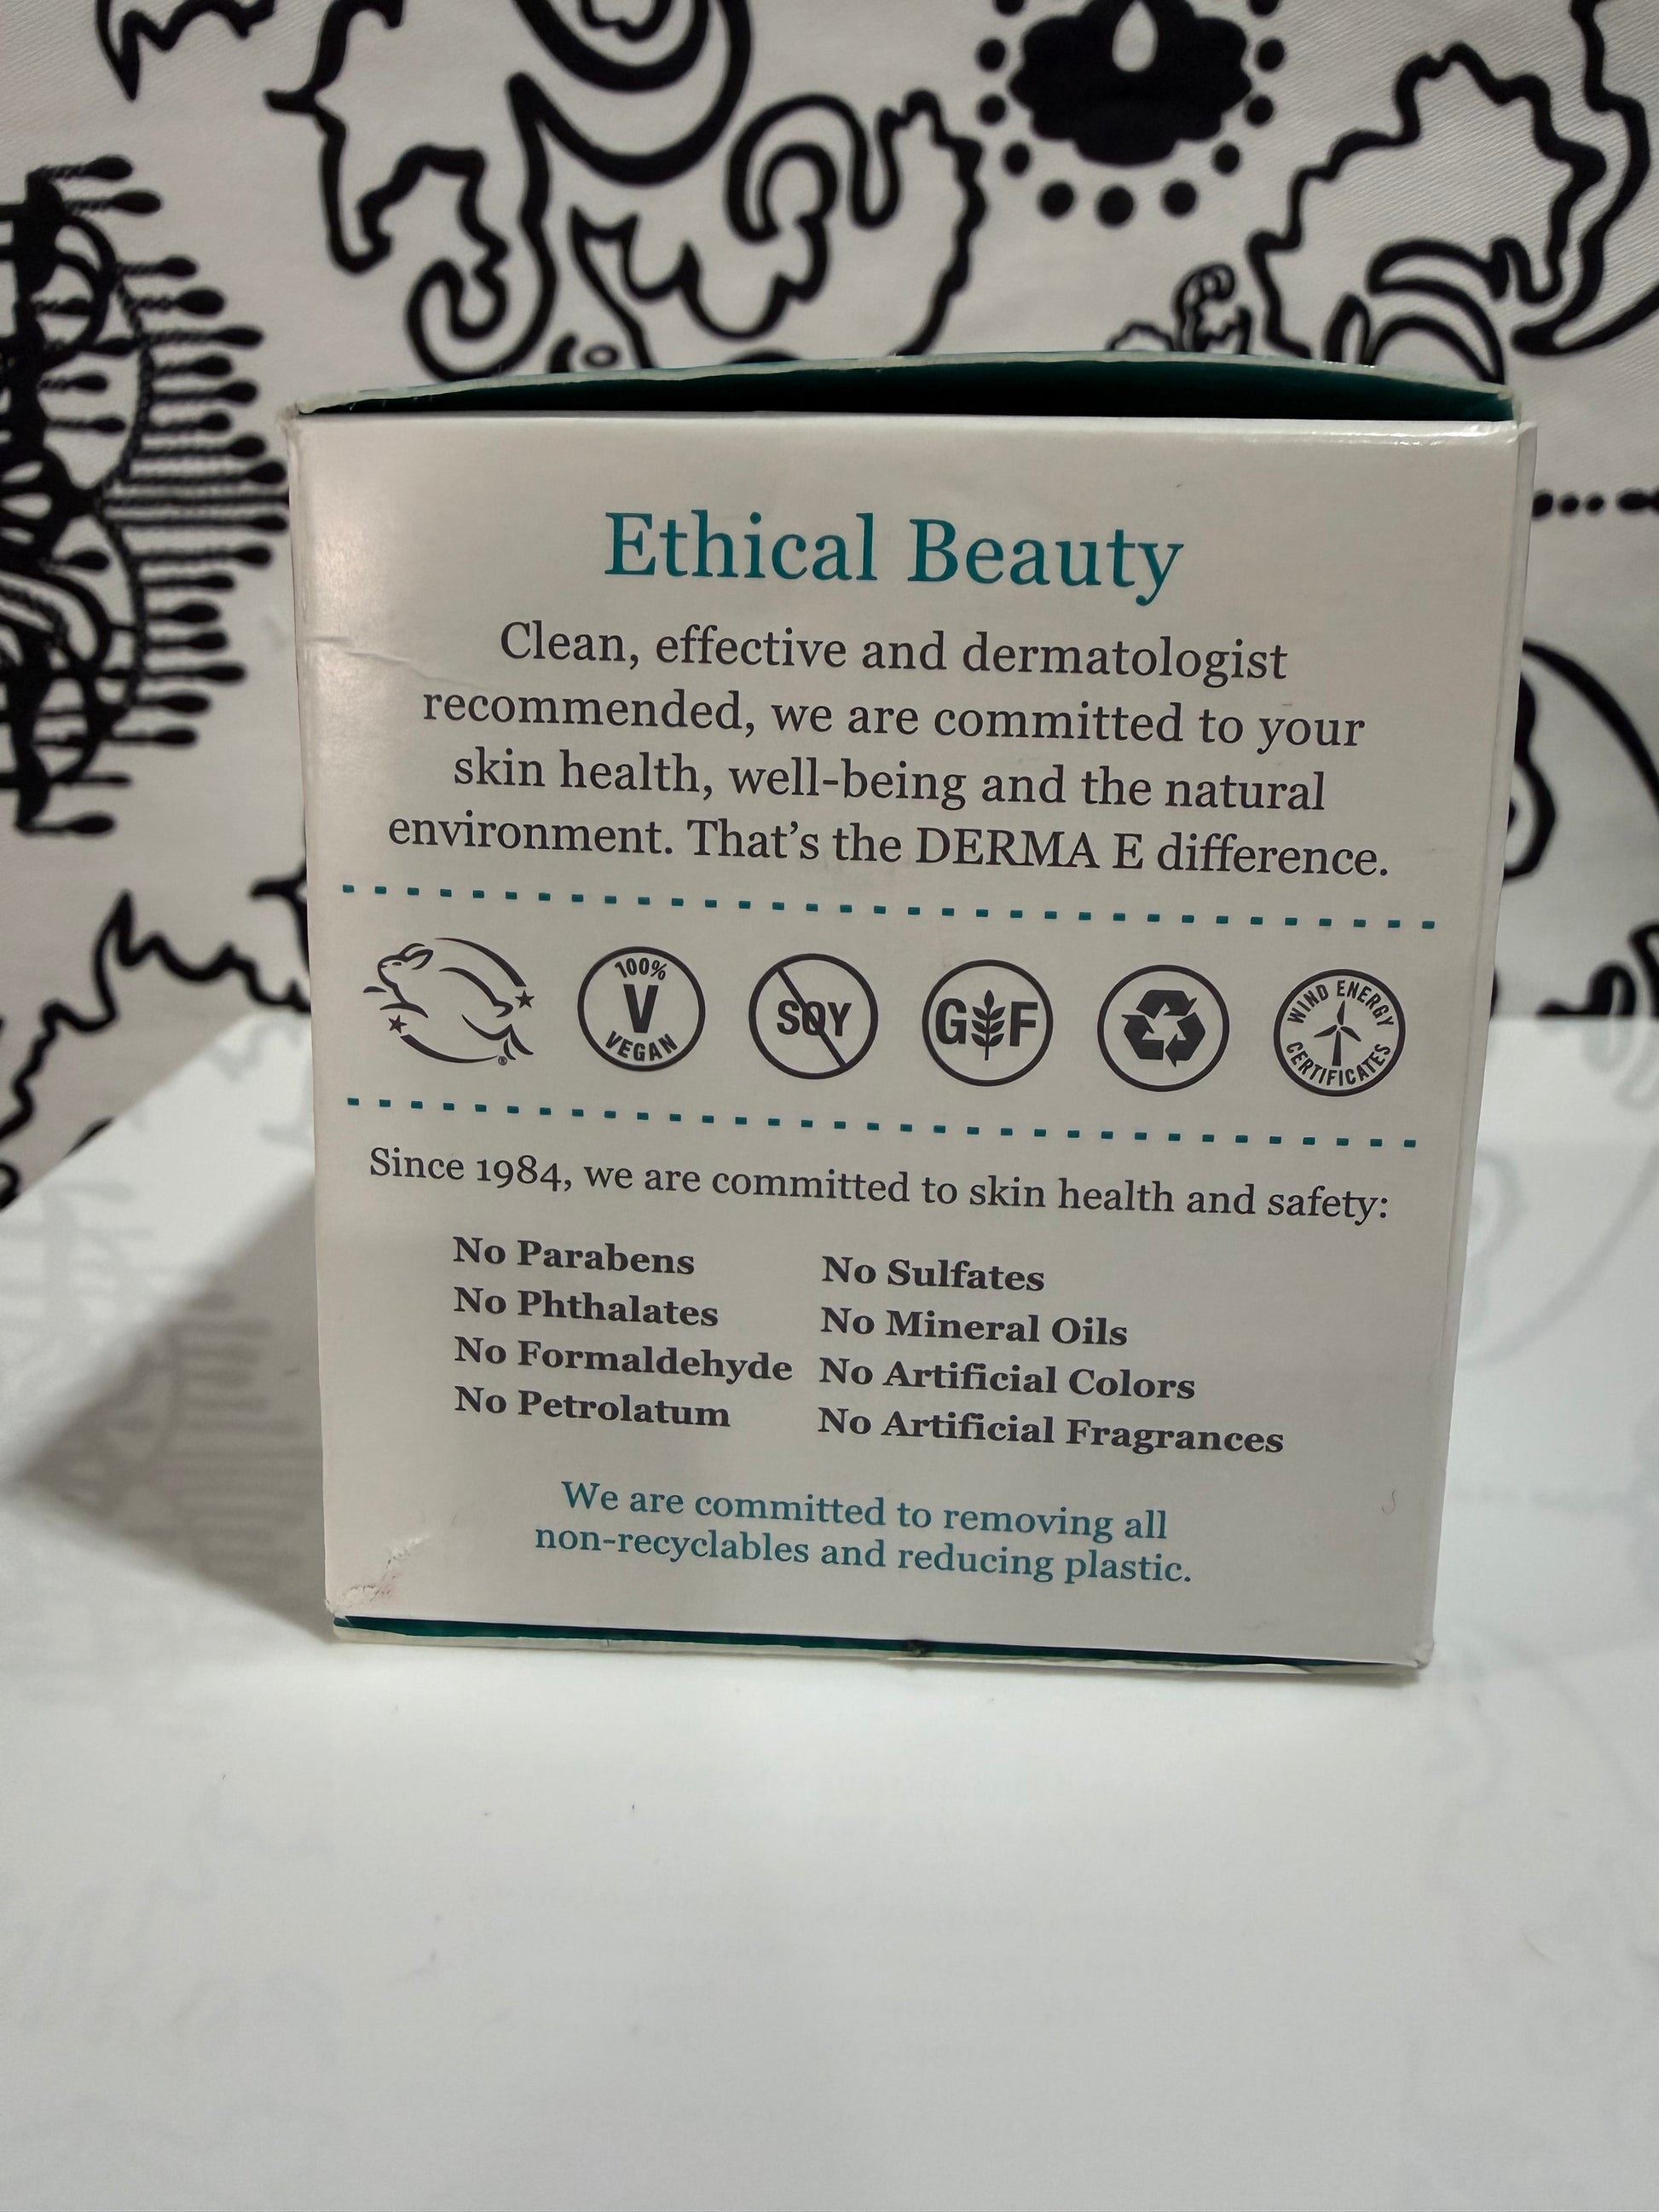 Ethical Beauty
Clean, effective and dermatologist
recommended, we are committed to your
skin health, well-being and the natural
environment. That's the DERMA E difference.
100%
V
VEGAN
SOY
GF
WIND ENERGY
CERTIFICATES
Since 1984, we are committed to skin health and safety:
No Parabens
No Phthalates
No Formaldehyde
No Petrolatum
No Sulfates
No Mineral Oils
No Artificial Colors
No Artificial Fragrances
We are committed to removing all
non-recyclables and reducing plastic.